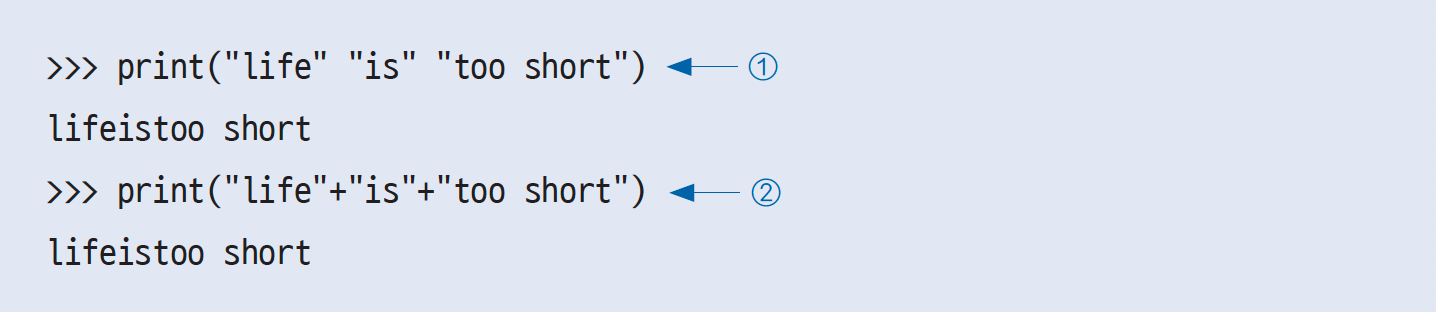 >>> print("life" "is" "too short") ①
lifeistoo short
>>> print("life"+"is"+"too short") ②
lifeistoo short